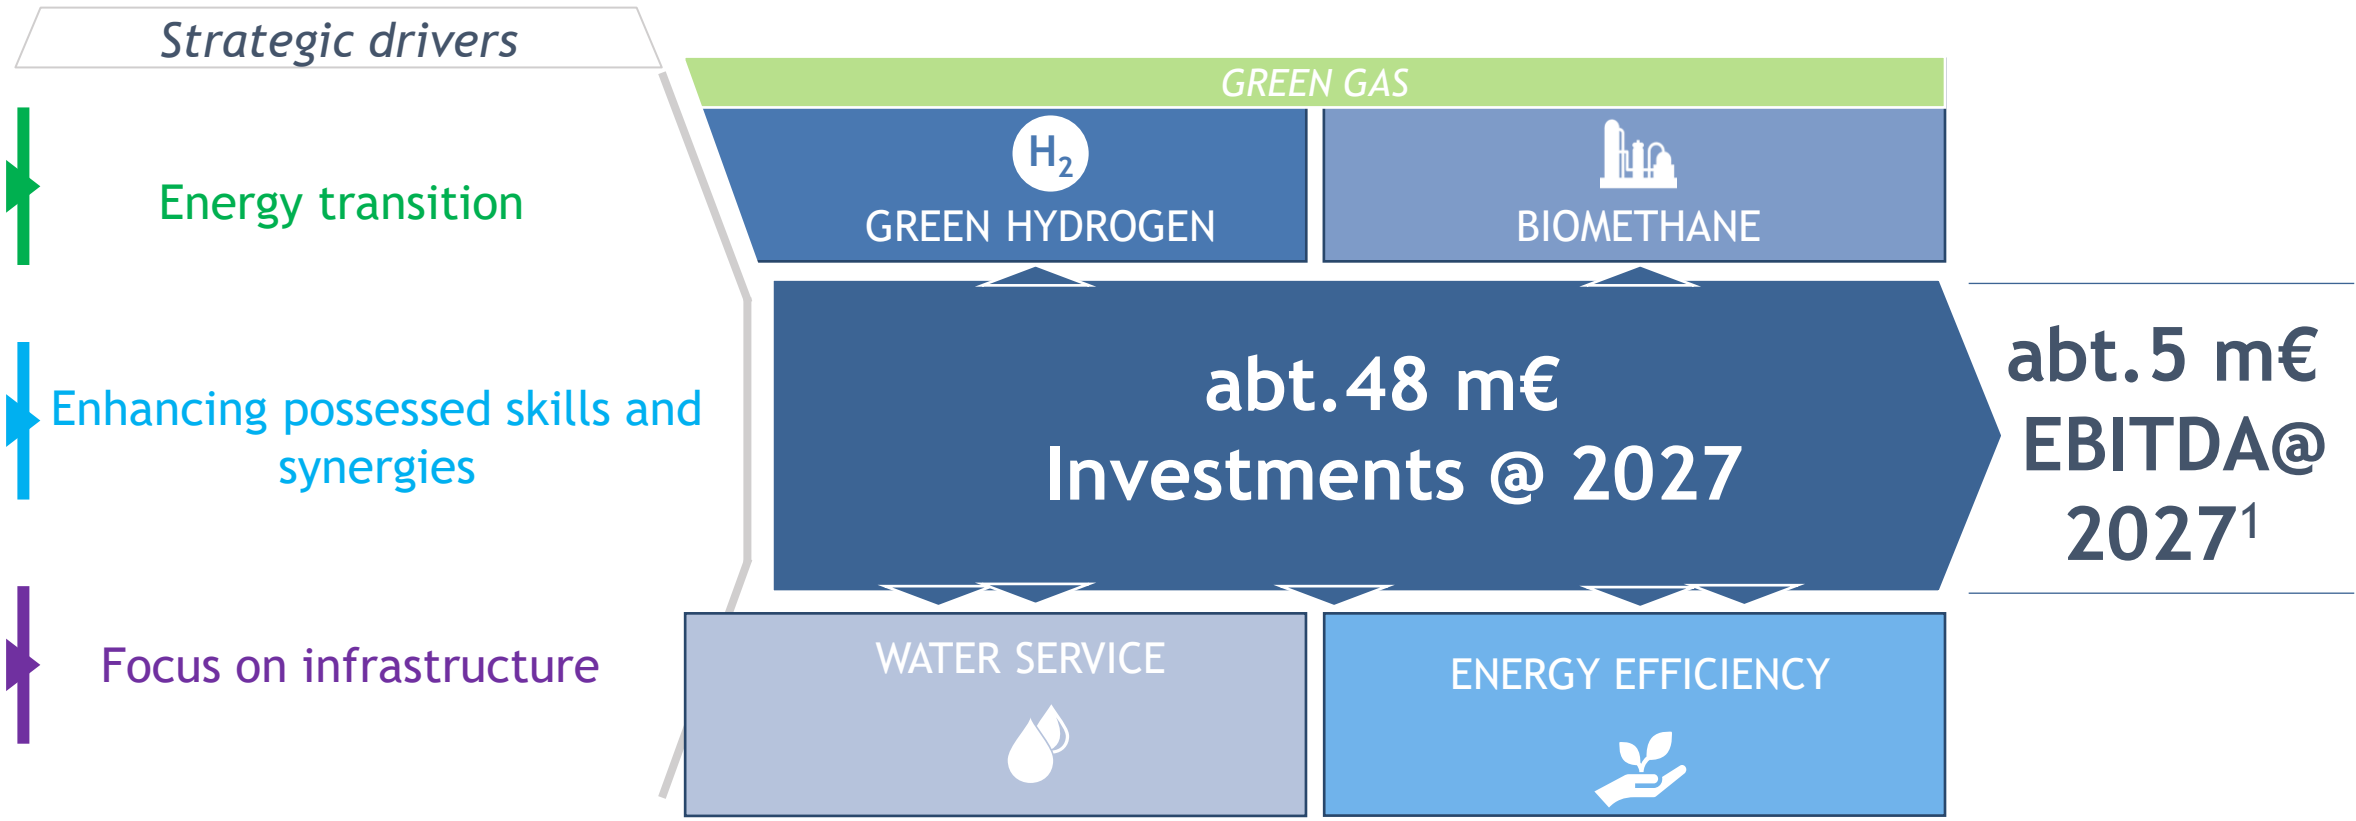 Strategic drivers
Energy transition
Enhancing possessed skills and
synergies
Focus on infrastructure
GREEN GAS
H2
GREEN HYDROGEN
BIOMETHANE
abt.48 m€
Investments @ 2027
WATER SERVICE
ENERGY EFFICIENCY
abt.5 m€
EBITDA@
2027¹